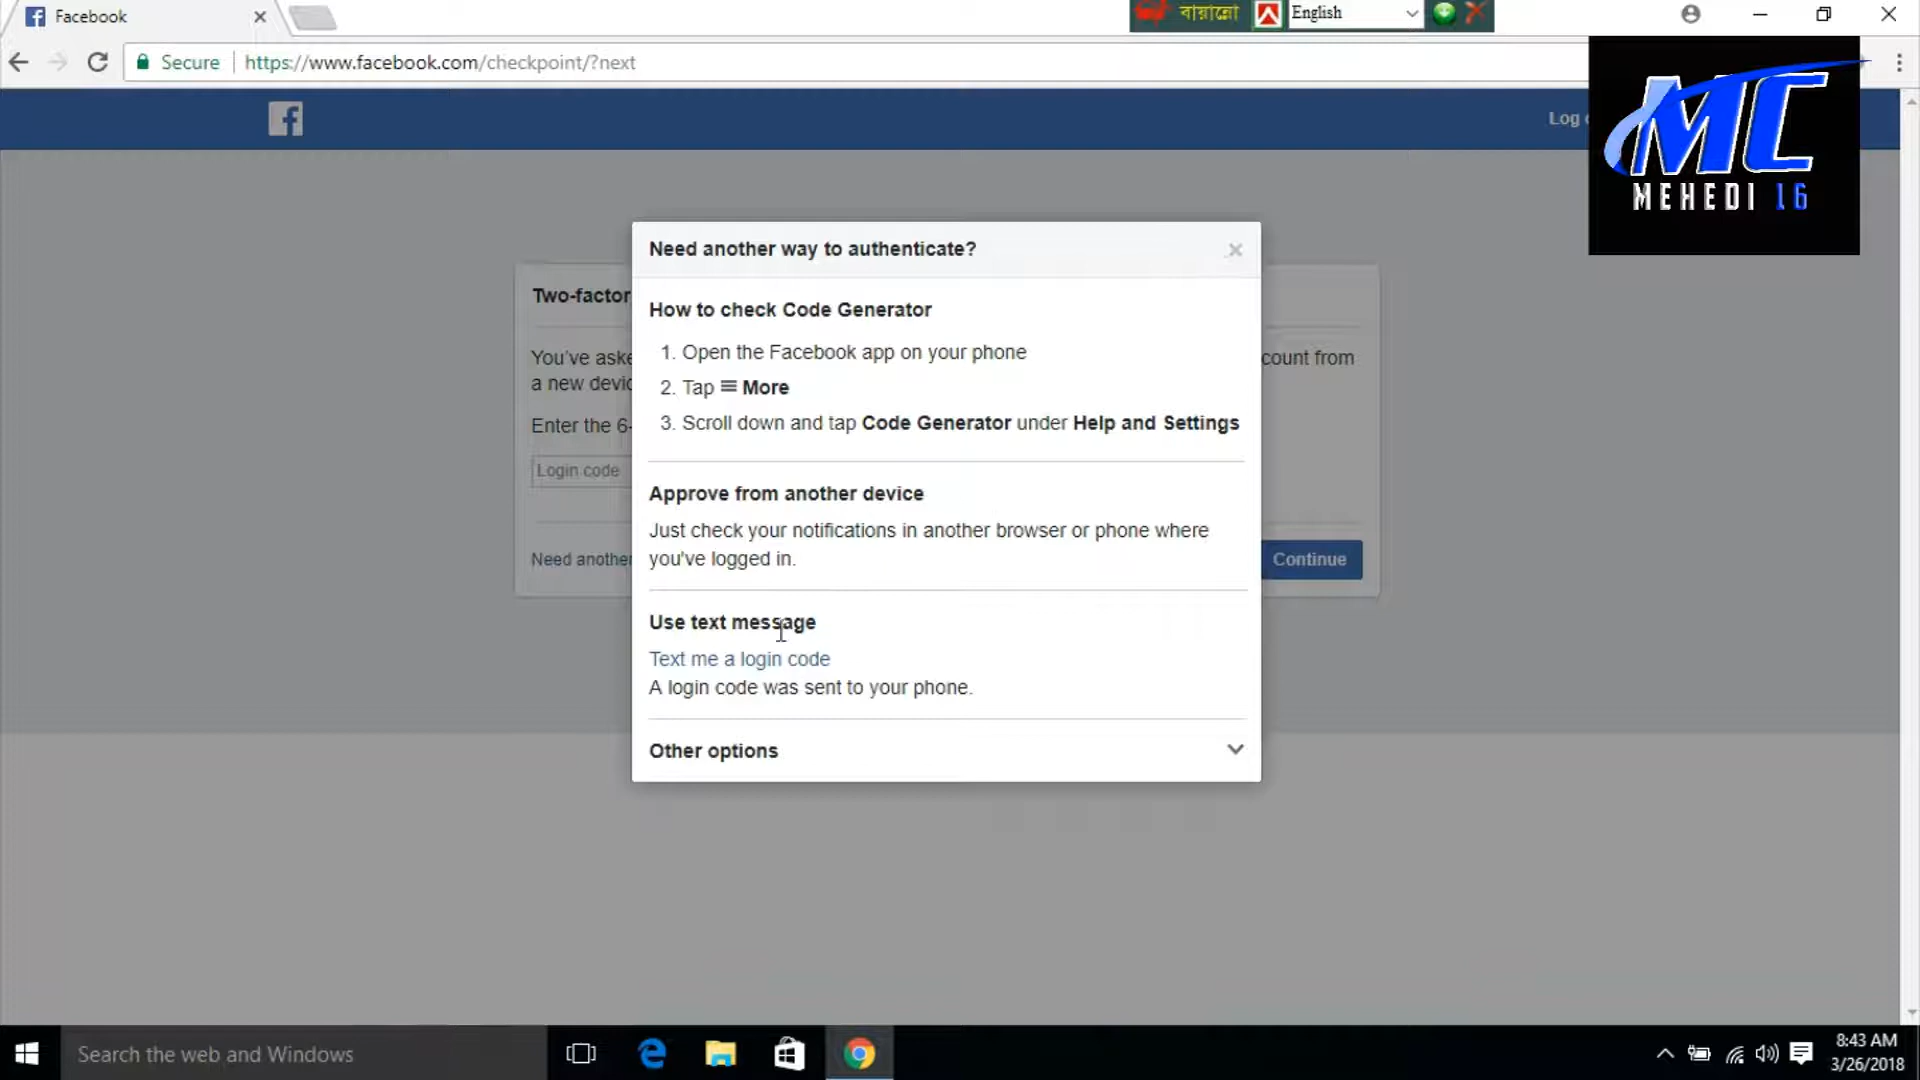 Facebook
বায়ান্নো
English
Secure
https://www.facebook.com/checkpoint/?next
Log
MC
MEHEDI 16
Need another way to authenticate?
How to check Code Generator
1. Open the Facebook app on your phone
2. Tap ≡ More
3. Scroll down and tap Code Generator under Help and Settings
Approve from another device
Just check your notifications in another browser or phone where
you've logged in.
Use text message
Text me a login code
A login code was sent to your phone.
Other options
Two-factor
You've aske
count from
a new devic
Enter the 6-
Login code
Need another
Continue
Search the web and Windows
8:43 AM
3/26/2018